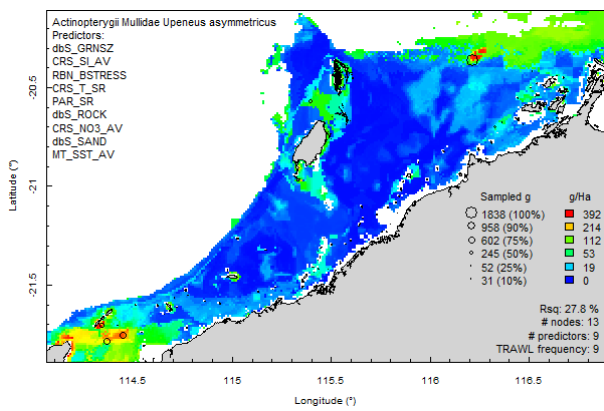 Actinopterygii Mullidae Upeneus asymmetricus
Predictors:
dbS_GRNSZ
CRS_SI_AV
RBN_BSTRESS
CRS_T_SR
PAR_SR
dbS_ROCK
CRS_NO3_AV
dbS_SAND
MT_SST_AV
-20.5
-21
-21.5
Latitude (°)
Sampled g g/Ha
1838 (100%) 392
958 (90%) 214
602 (75%) 112
245 (50%) 53
52 (25%) 19
31 (10%) 0
Rsq: 27.8 %
# nodes: 13
# predictors: 9
TRAWL frequency: 9
114.5 115 115.5 116 116.5
Longitude (°)